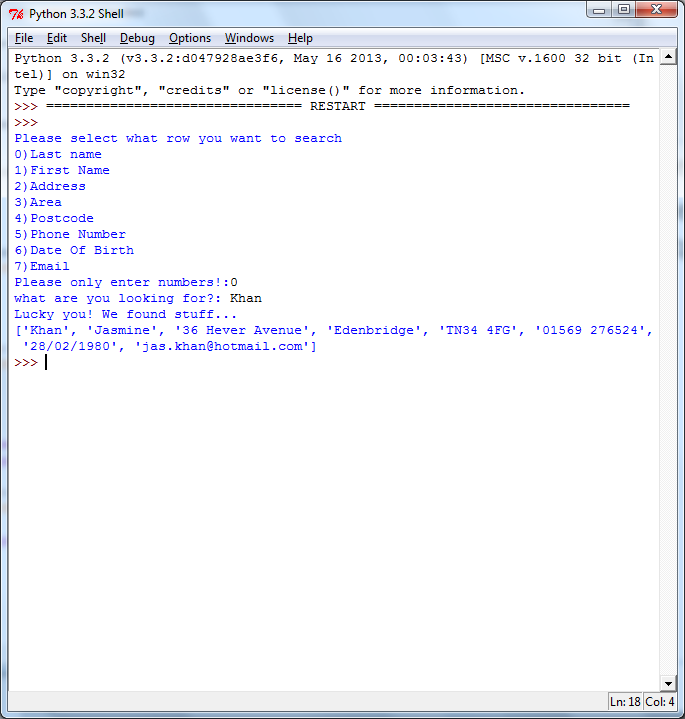 Python 3.3.2 Shell
File Edit Shell Debug Options Windows Help
Python 3.3.2 (v3.3.2:d047928ae3f6, May 16 2013, 00:03:43) [MSC v.1600 32 bit (In
tel)] on win32
Type "copyright", "credits" or "license()" for more information.
>>> ================================ RESTART ================================
>>>
Please select what row you want to search
0)Last name
1)First Name
2)Address
3)Area
4)Postcode
5)Phone Number
6)Date Of Birth
7)Email
Please only enter numbers!:0
what are you looking for?: Khan
Lucky you! We found stuff...
['Khan', 'Jasmine', '36 Hever Avenue', 'Edenbridge', 'TN34 4FG', '01569 276524',
 '28/02/1980', 'jas.khan@hotmail.com']
>>>
Ln: 18 Col: 4